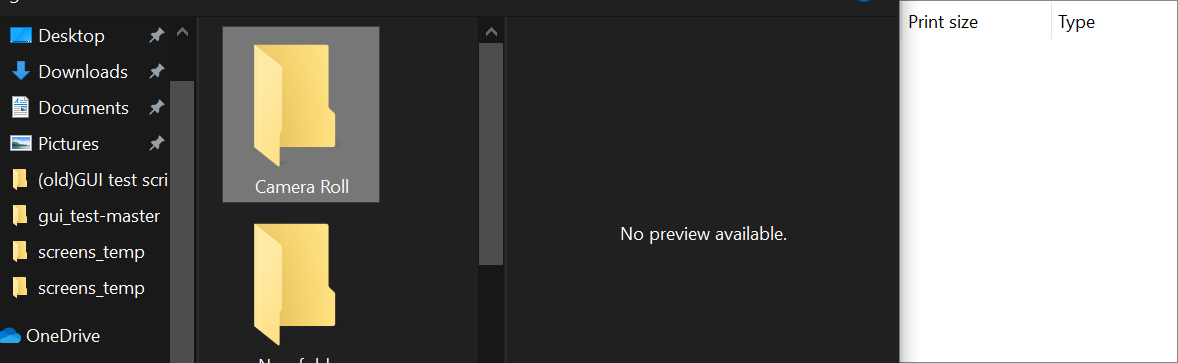 Desktop
Downloads
Documents
Pictures
(old)GUI test scri
gui_test-master
screens_temp
screens_temp
OneDrive
Camera Roll
No preview available.
Print size
Type